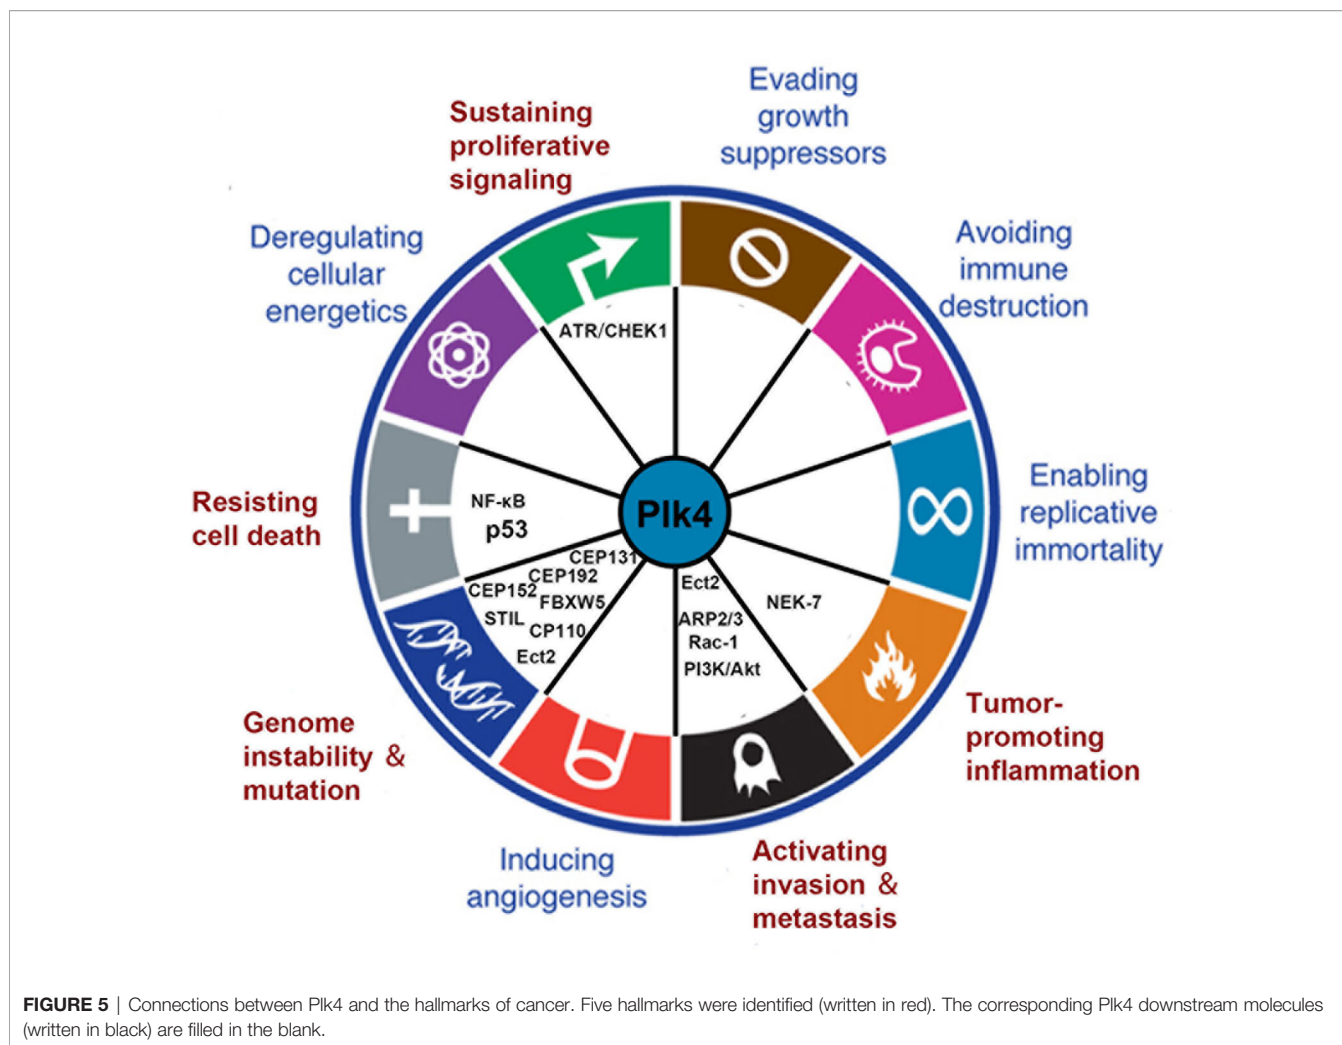 Evading
growth
suppressors
Sustaining
proliferative
signaling
Avoiding
immune
destruction
Deregulating
cellular
energetics
ATR/CHEK1
Enabling
replicative
immortality
Resisting
cell death
NF-κB
p53
Plk4
CEP131
CEP192
CEP152
FBXW5
STIL
CP110
Ect2
Ect2
ARP2/3
Rac-1
PI3K/Akt
NEK-7
Genome
instability &
mutation
Tumor-
promoting
inflammation
Inducing
angiogenesis
Activating
invasion &
metastasis
FIGURE 5 | Connections between Plk4 and the hallmarks of cancer. Five hallmarks were identified (written in red). The corresponding Plk4 downstream molecules
(written in black) are filled in the blank.